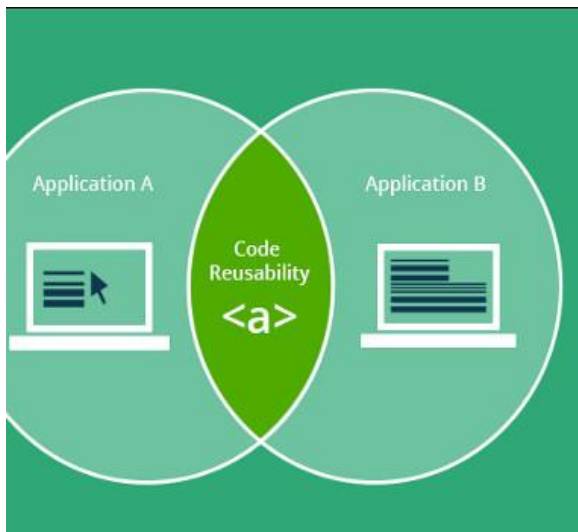 Application A
Application B
Code
Reusability
<a>